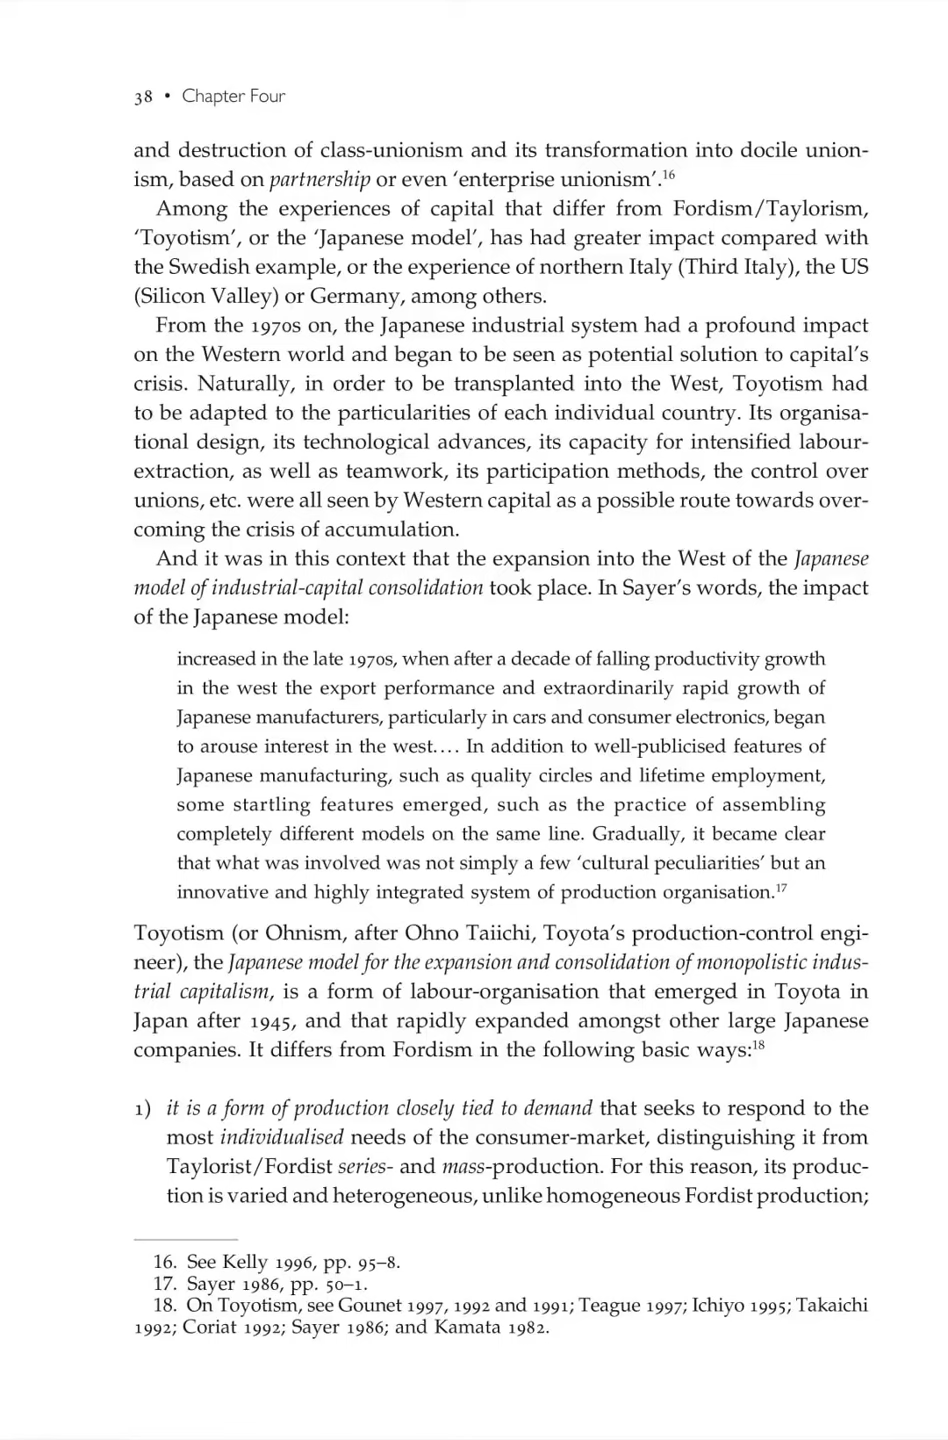 38 • Chapter Four
and destruction of class-unionism and its transformation into docile union-
ism, based on partnership or even ‘enterprise unionism’.16
Among the experiences of capital that differ from Fordism/Taylorism,
‘Toyotism’, or the ‘Japanese model’, has had greater impact compared with
the Swedish example, or the experience of northern Italy (Third Italy), the US
(Silicon Valley) or Germany, among others.
From the 1970s on, the Japanese industrial system had a profound impact
on the Western world and began to be seen as potential solution to capital’s
crisis. Naturally, in order to be transplanted into the West, Toyotism had
to be adapted to the particularities of each individual country. Its organisa-
tional design, its technological advances, its capacity for intensified labour-
extraction, as well as teamwork, its participation methods, the control over
unions, etc. were all seen by Western capital as a possible route towards over-
coming the crisis of accumulation.
And it was in this context that the expansion into the West of the Japanese
model of industrial-capital consolidation took place. In Sayer’s words, the impact
of the Japanese model:
increased in the late 1970s, when after a decade of falling productivity growth
in the west the export performance and extraordinarily rapid growth of
Japanese manufacturers, particularly in cars and consumer electronics, began
to arouse interest in the west.... In addition to well-publicised features of
Japanese manufacturing, such as quality circles and lifetime employment,
some startling features emerged, such as the practice of assembling
completely different models on the same line. Gradually, it became clear
that what was involved was not simply a few ‘cultural peculiarities’ but an
innovative and highly integrated system of production organisation.17
Toyotism (or Ohnism, after Ohno Taiichi, Toyota’s production-control engi-
neer), the Japanese model for the expansion and consolidation of monopolistic indus-
trial capitalism, is a form of labour-organisation that emerged in Toyota in
Japan after 1945, and that rapidly expanded amongst other large Japanese
companies. It differs from Fordism in the following basic ways:18
1) it is a form of production closely tied to demand that seeks to respond to the
most individualised needs of the consumer-market, distinguishing it from
Taylorist/Fordist series- and mass-production. For this reason, its produc-
tion is varied and heterogeneous, unlike homogeneous Fordist production;
16. See Kelly 1996, pp. 95–8.
17. Sayer 1986, pp. 50–1.
18. On Toyotism, see Gounet 1997, 1992 and 1991; Teague 1997; Ichiyo 1995; Takaichi
1992; Coriat 1992; Sayer 1986; and Kamata 1982.